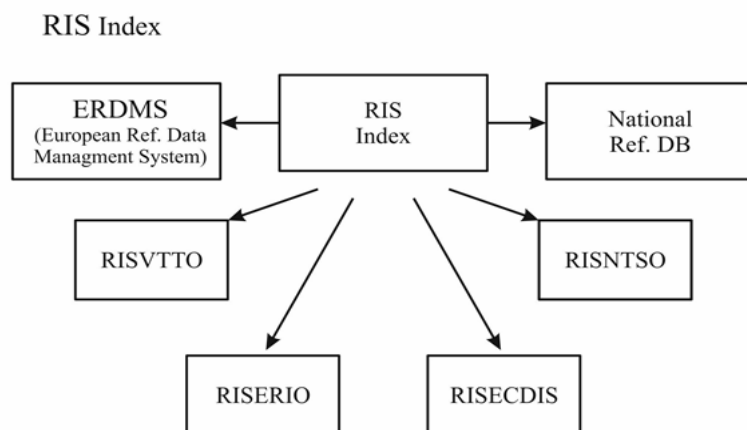 RIS Index
ERDMS
(European Ref. Data
Managment System)
RIS
Index
National
Ref. DB
RISVTTO
RISNTSO
RISERIO
RISECDIS